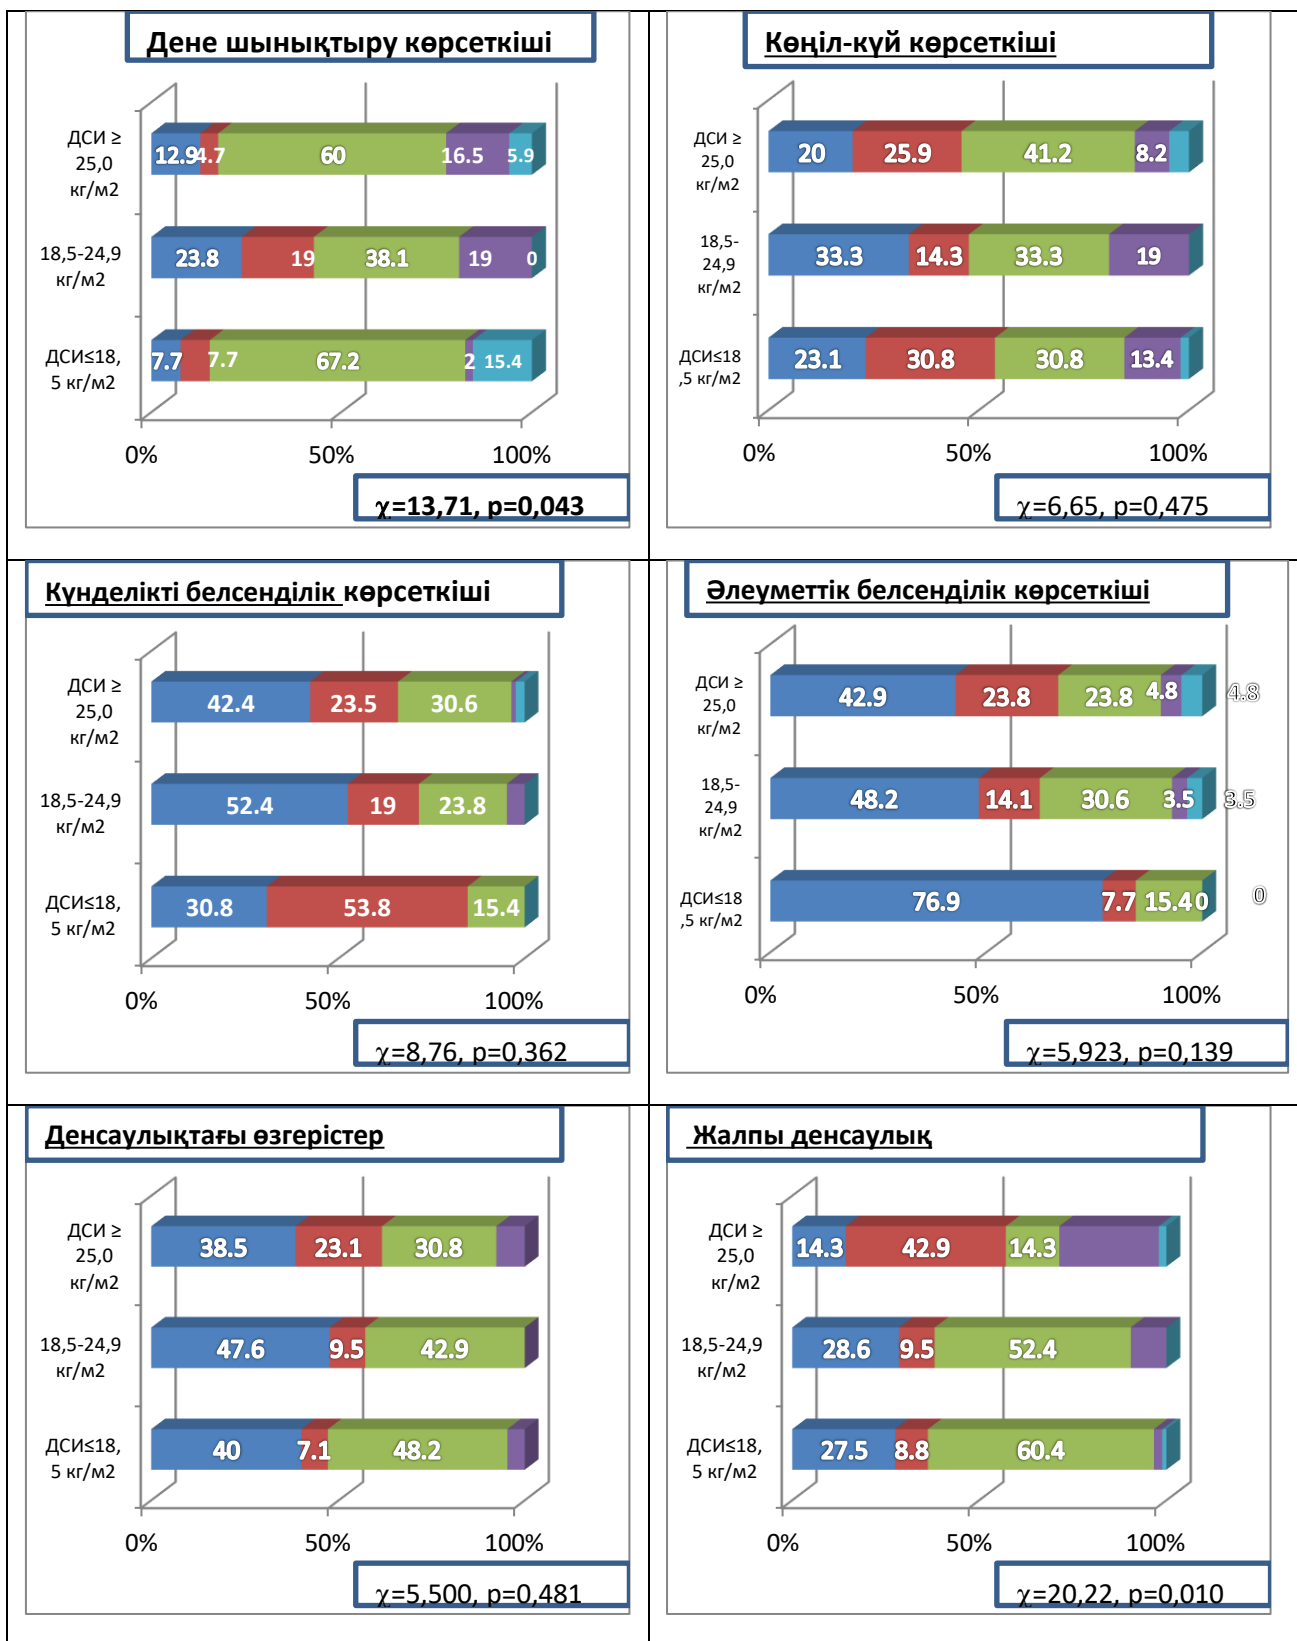 Дене шынықтыру көрсеткіші
ДСИ ≥
25,0
кг/м2
12.9 4.7 60 16.5 5.9
18,5-24,9
кг/м2
23.8 19 38.1 19 0
ДСИ≤18,
5 кг/м2
7.7 7.7 67.2 2 15.4
0% 50% 100%
χ=13,71, p=0,043
Көңіл-күй көрсеткіші
ДСИ ≥
25,0
кг/м2
20 25.9 41.2 8.2
18,5-
24,9
кг/м2
33.3 14.3 33.3 19
ДСИ≤18
,5 кг/м2
23.1 30.8 30.8 13.4
0% 50% 100%
χ=6,65, p=0,475
Күнделікті белсенділік көрсеткіші
ДСИ ≥
25,0
кг/м2
42.4 23.5 30.6
18,5-24,9
кг/м2
52.4 19 23.8
ДСИ≤18,
5 кг/м2
30.8 53.8 15.4
0% 50% 100%
χ=8,76, p=0,362
Әлеуметтік белсенділік көрсеткіші
ДСИ ≥
25,0
кг/м2
42.9 23.8 23.8 4.8 4.8
18,5-
24,9
кг/м2
48.2 14.1 30.6 3.5 3.5
ДСИ≤18
,5 кг/м2
76.9 7.7 15.4 0 0
0% 50% 100%
χ=5,923, p=0,139
Денсаулықтағы өзгерістер
ДСИ ≥
25,0
кг/м2
38.5 23.1 30.8
18,5-24,9
кг/м2
47.6 9.5 42.9
ДСИ≤18,
5 кг/м2
40 7.1 48.2
0% 50% 100%
χ=5,500, p=0,481
Жалпы денсаулық
ДСИ ≥
25,0
кг/м2
14.3 42.9 14.3
18,5-24,9
кг/м2
28.6 9.5 52.4
ДСИ≤18,
5 кг/м2
27.5 8.8 60.4
0% 50% 100%
χ=20,22, p=0,010